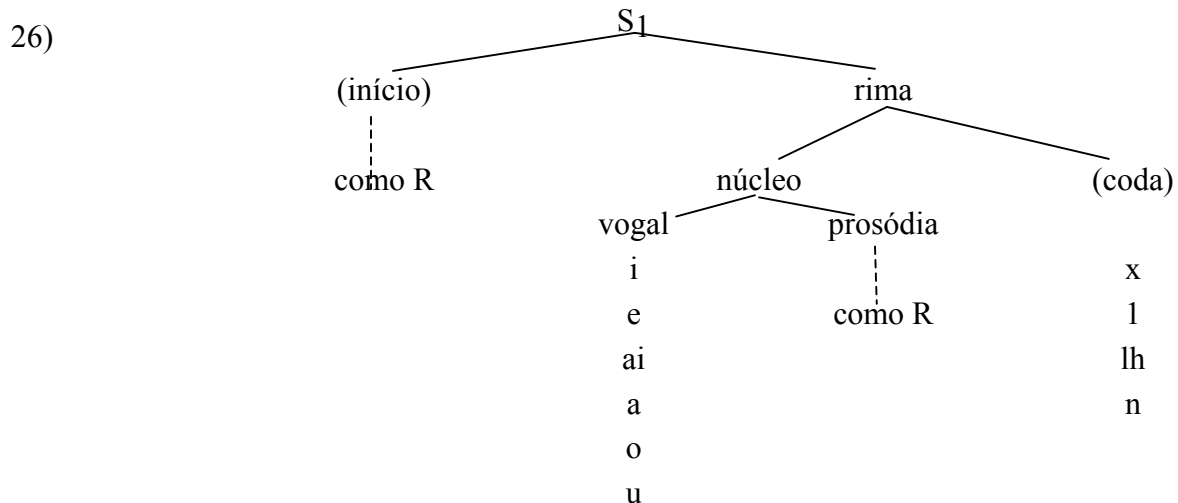 26)
S1
(início) rima
como R núcleo (coda)
vogal prosódia
i x
e como R l
ai lh
a n
o
u